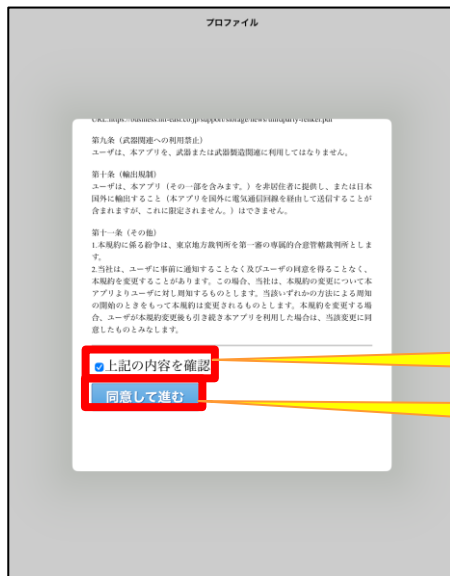 プロファイル
第九条（武器関連への利用禁止）
ユーザは、本アプリを、武器または武器製造関連に利用してはなりません。
第十条（輸出規制）
ユーザは、本アプリ（その一部を含みます。）を非居住者に提供し、または日本
国外に輸出すること（本アプリを国外に電気通信回線を経由して送信することが
含まれますが、これに限定されません。）はできません。
第十一条（その他）
1.本規約に係る紛争は、東京地方裁判所を第一審の専属的合意管轄裁判所としま
す。
2.当社は、ユーザに事前に通知することなく及びユーザの同意を得ることなく、
本規約を変更することがあります。この場合、当社は、本規約の変更について本
アプリよりユーザに対し周知するものとします。当該いずれかの方法による周知
の開始のときをもって本規約は変更されるものとします。本規約を変更する場
合、ユーザが本規約変更後も引き続き本アプリを利用した場合は、当該変更に同
意したものとみなします。
上記の内容を確認
同意して進む